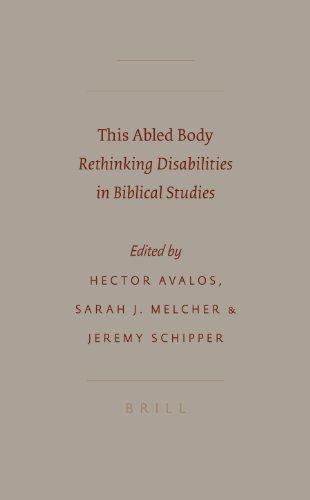 This Abled Body
Rethinking Disabilities
in Biblical Studies
Edited by
HECTOR AVALOS,
SARAH J. MELCHER &
JEREMY SCHIPPER
BRILL